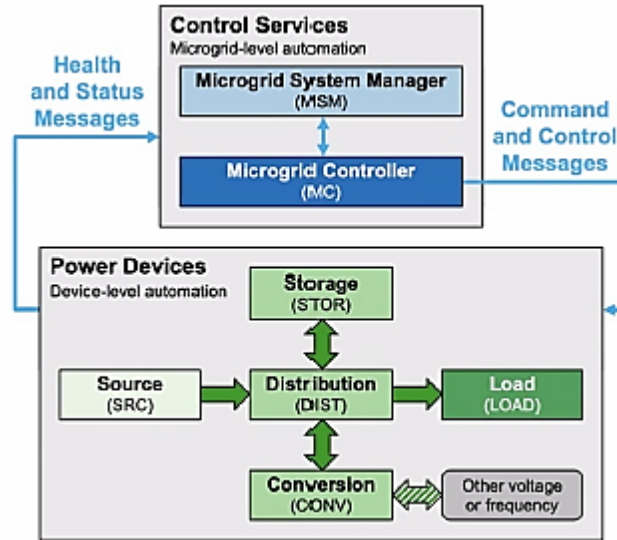 Control Services
Microgrid-level automation
Microgrid System Manager
(MSM)
Microgrid Controller
(MC)
Health
and Status
Messages
Command
and Control
Messages
Power Devices
Device-level automation
Storage
(STOR)
Source
(SRC)
Distribution
(DIST)
Load
(LOAD)
Conversion
(CONV)
Other voltage
or frequency